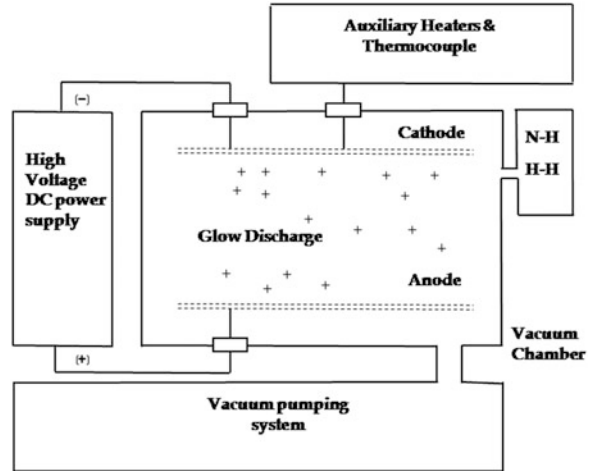 Auxiliary Heaters &
Thermocouple
(−)
Cathode
N-H
H-H
High
Voltage
DC power
supply
Glow Discharge
Anode
(+)
Vacuum
Chamber
Vacuum pumping
system